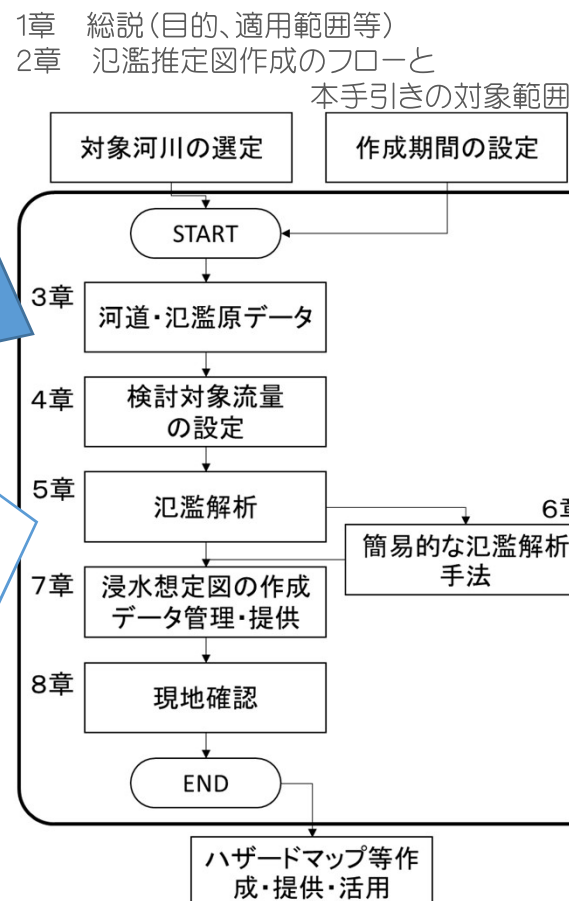 1章 総説(目的、適用範囲等)
2章 氾濫推定図作成のフローと
本手引きの対象範囲
対象河川の選定
作成期間の設定
START
3章
河道・氾濫原データ
4章
検討対象流量
の設定
5章
氾濫解析
6章
簡易的な氾濫解析
手法
7章
浸水想定図の作成
データ管理・提供
8章
現地確認
END
ハザードマップ等作
成・提供・活用